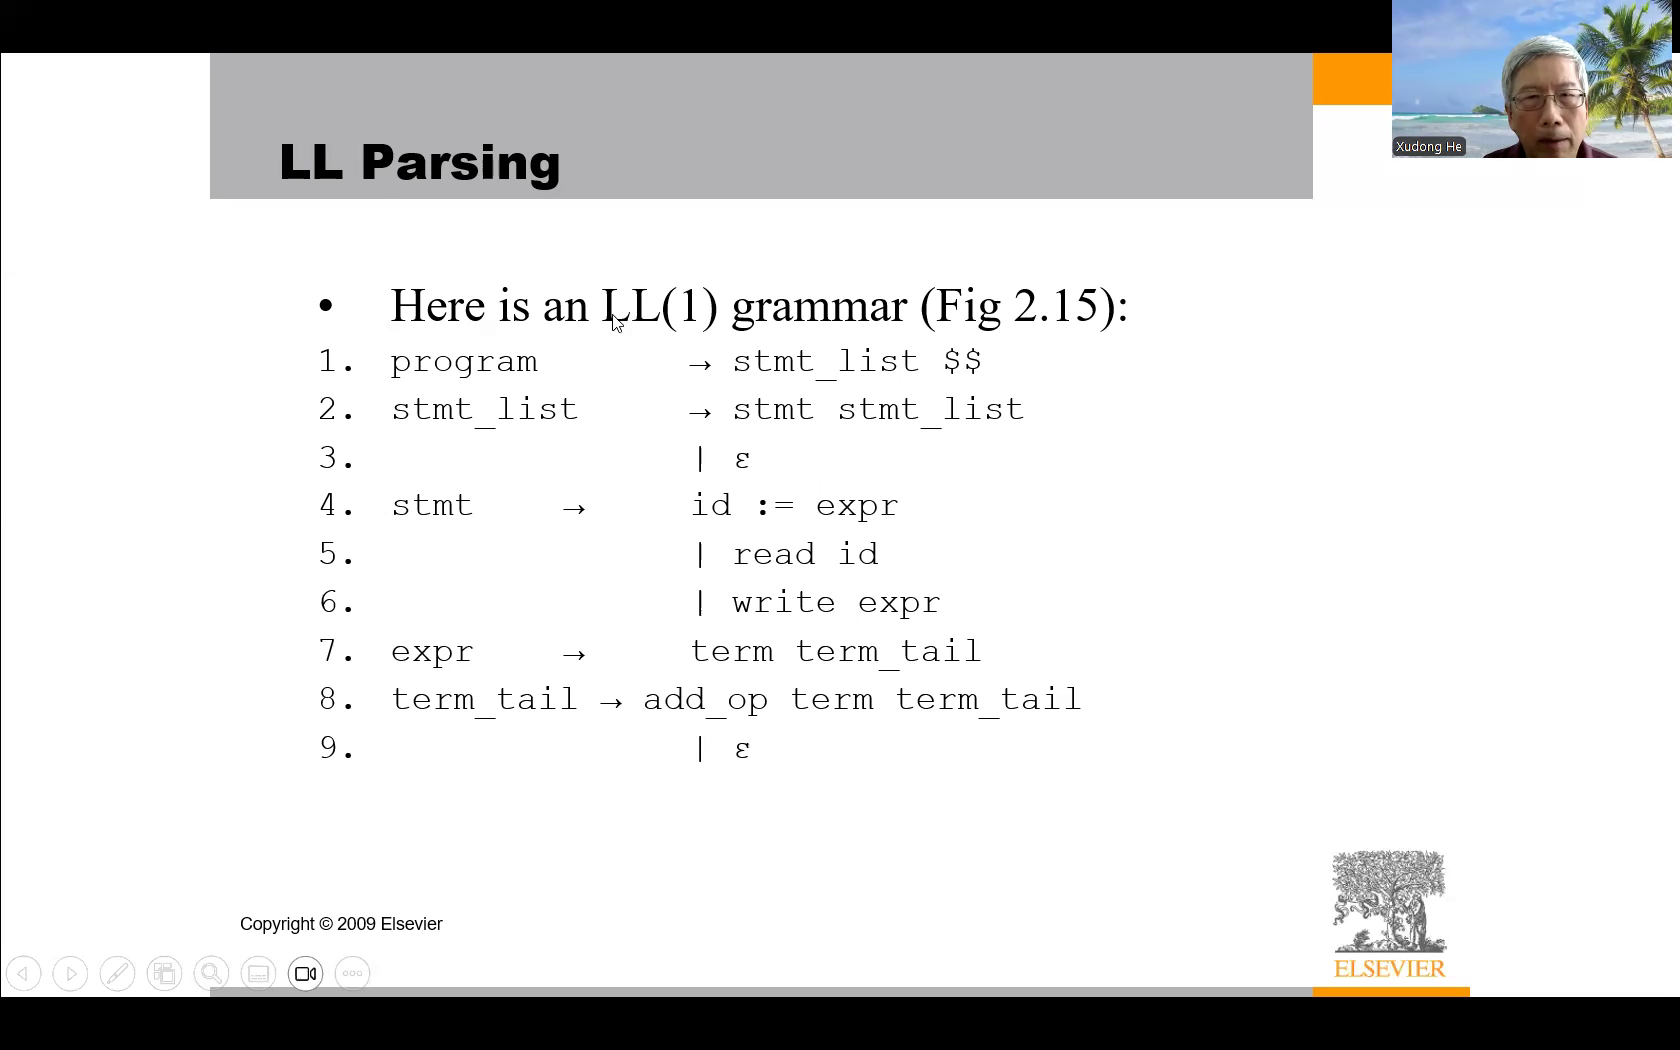 Xudong He
LL Parsing
• Here is an LL(1) grammar (Fig 2.15):
1. program → stmt_list $$
2. stmt_list → stmt stmt_list
3. | ε
4. stmt → id := expr
5. | read id
6. | write expr
7. expr → term term_tail
8. term_tail → add_op term term_tail
9. | ε
Copyright © 2009 Elsevier
ELSEVIER